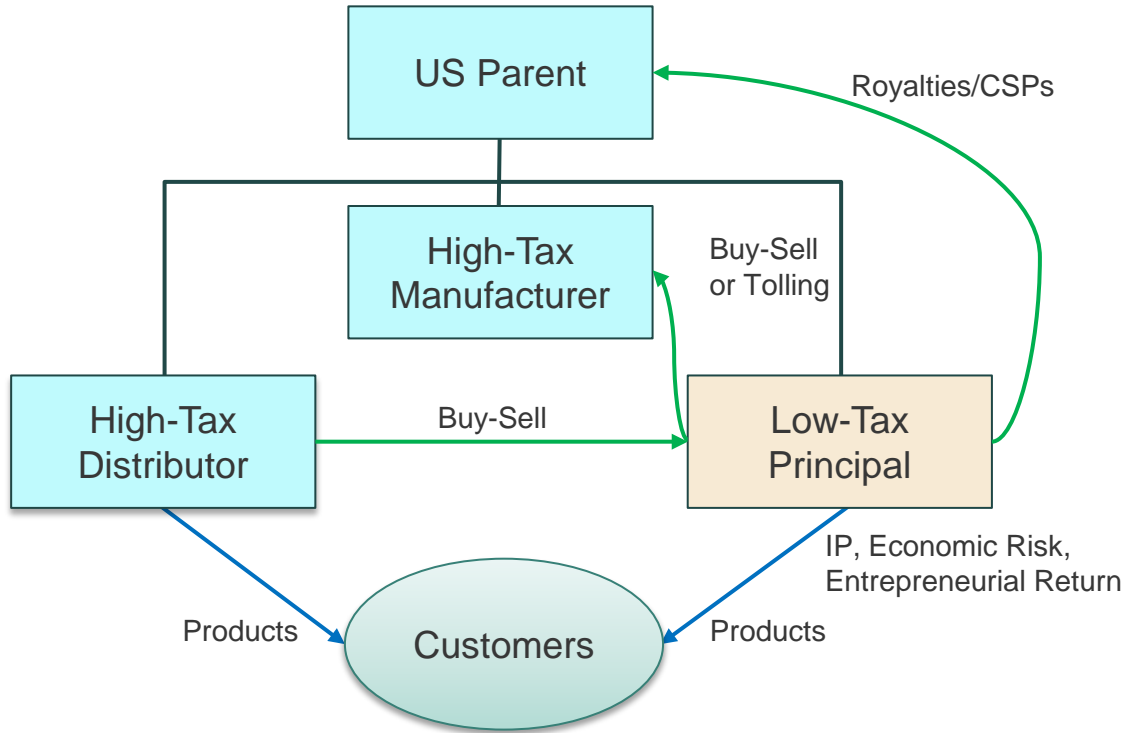 US Parent
Royalties/CSPs
High-Tax
Manufacturer
Buy-Sell
or Tolling
High-Tax
Distributor
Buy-Sell
Low-Tax
Principal
IP, Economic Risk,
Entrepreneurial Return
Products
Customers
Products